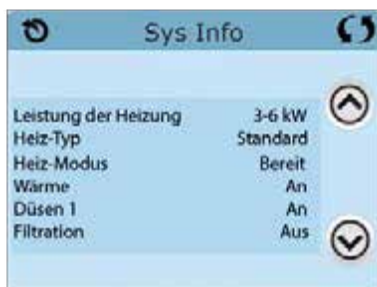 Sys Info
Leistung der Heizung 3-6 kW
Heiz-Typ Standard
Heiz-Modus Bereit
Wärme An
Düsen 1 An
Filtration Aus